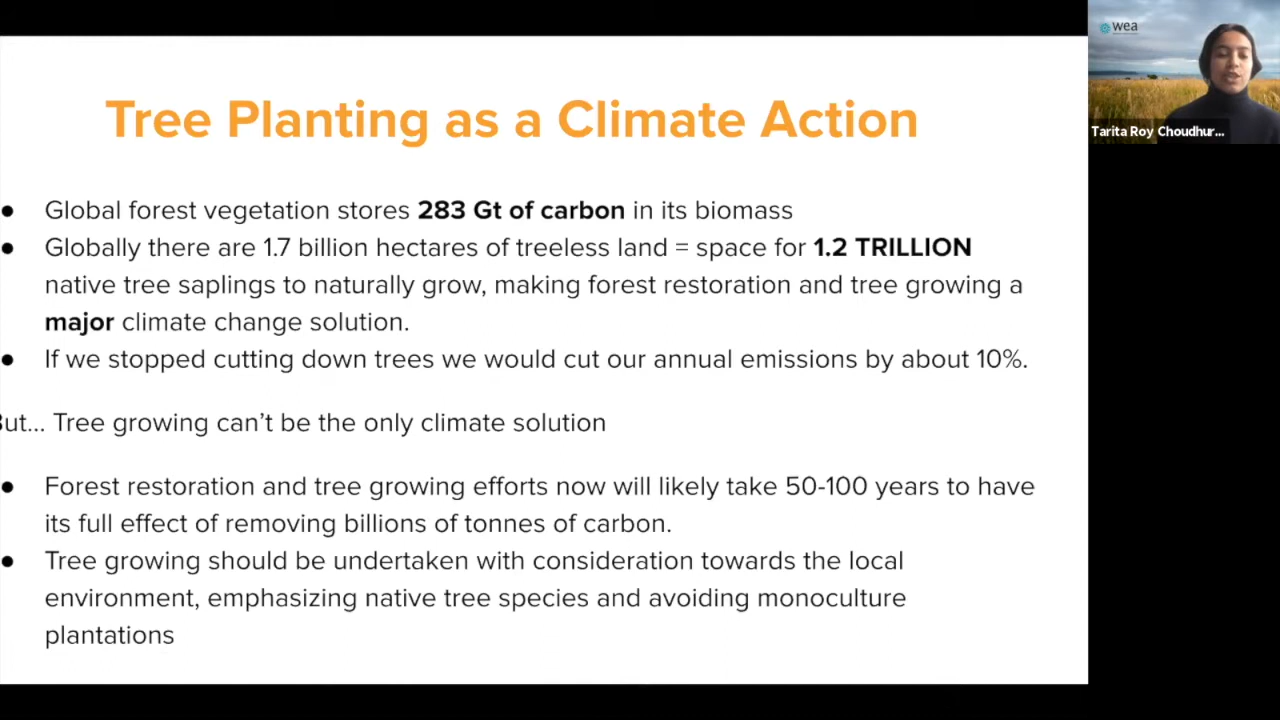 Tree Planting as a Climate Action
● Global forest vegetation stores 283 Gt of carbon in its biomass
● Globally there are 1.7 billion hectares of treeless land = space for 1.2 TRILLION
native tree saplings to naturally grow, making forest restoration and tree growing a
major climate change solution.
● If we stopped cutting down trees we would cut our annual emissions by about 10%.
But... Tree growing can’t be the only climate solution
● Forest restoration and tree growing efforts now will likely take 50-100 years to have
its full effect of removing billions of tonnes of carbon.
● Tree growing should be undertaken with consideration towards the local
environment, emphasizing native tree species and avoiding monoculture
plantations
wea
Tarita Roy Choudhur...